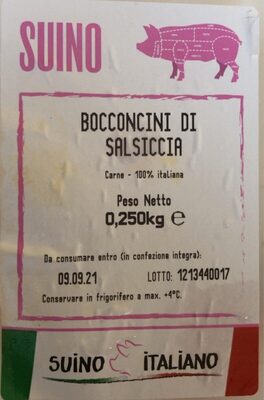 SUINO
BOCCONCINI DI
SALSICCIA
Carne - 100% italiana
Peso Netto
0,250kg ℮
Da consumare entro (in confezione integra):
09.09.21 LOTTO: 1213440017
Conservare in frigorifero a max. +4°C.
SUINO ITALIANO